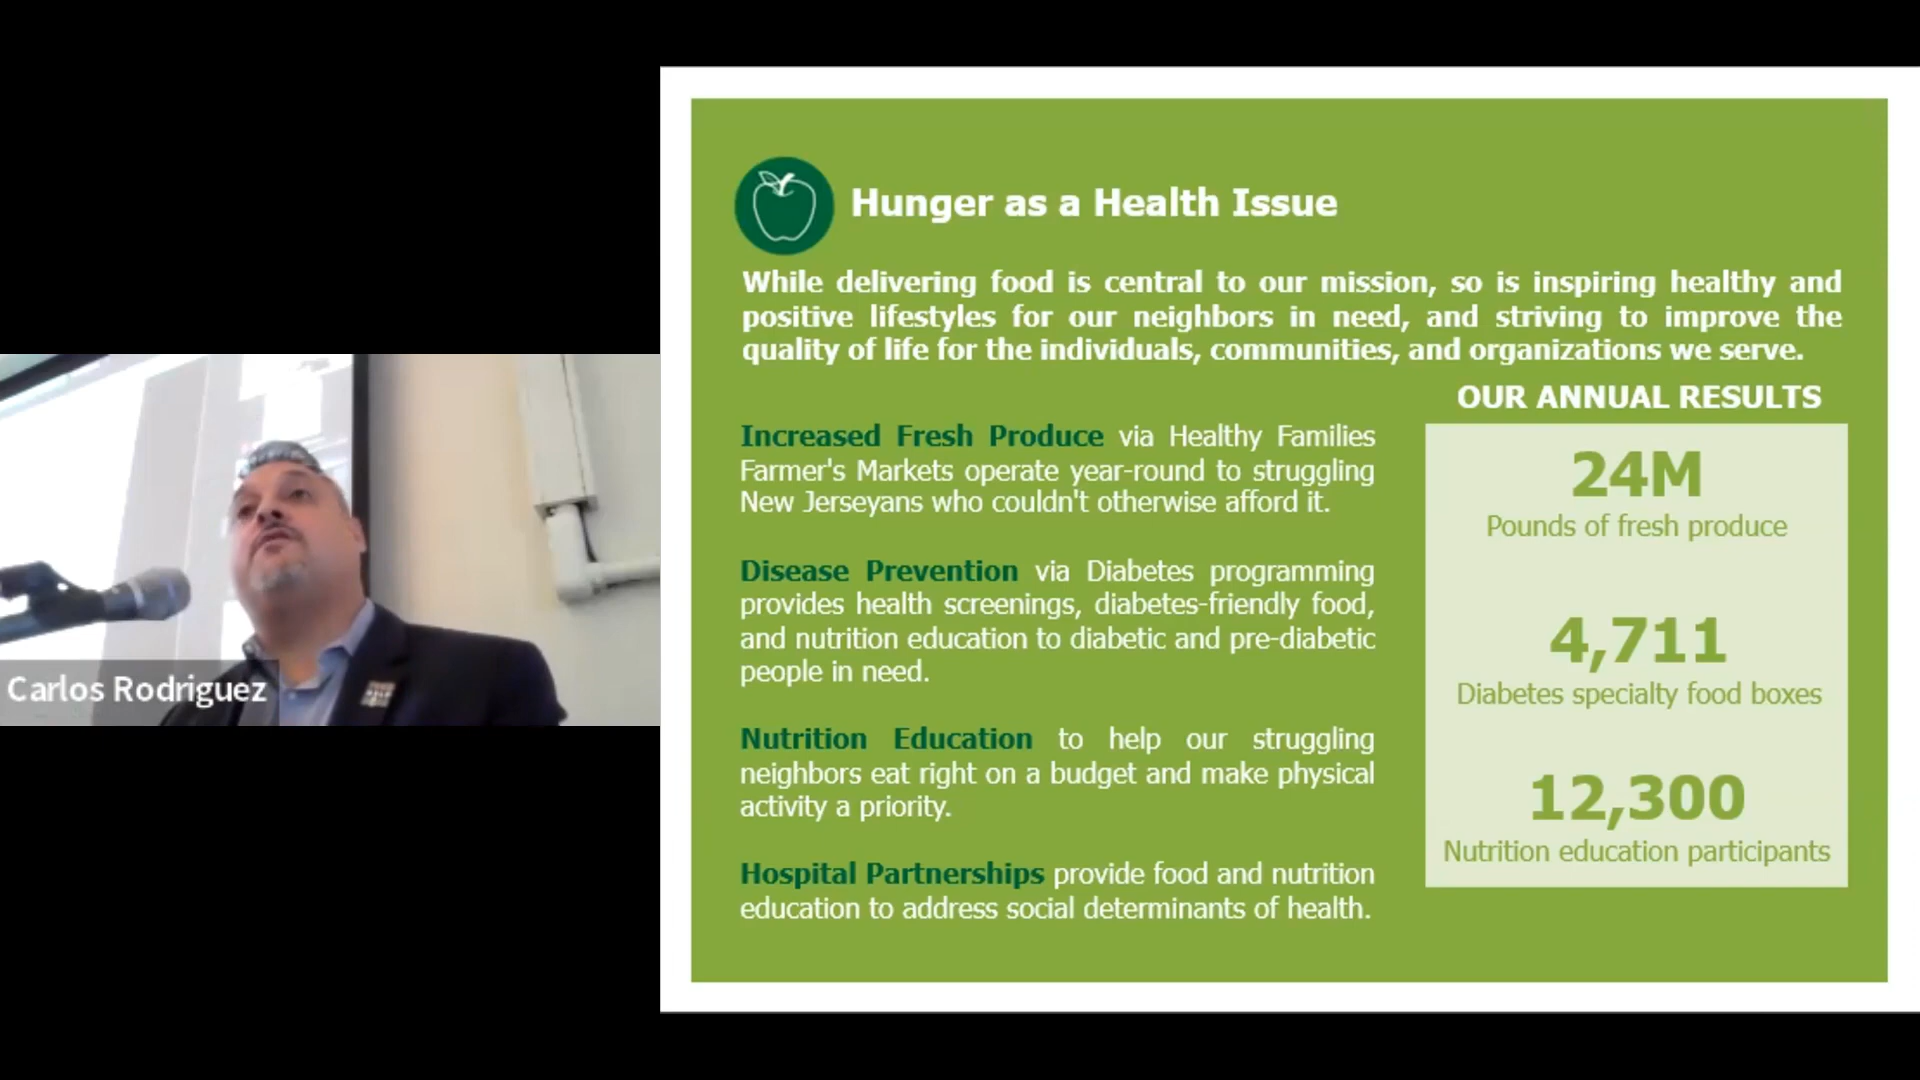 Hunger as a Health Issue
While delivering food is central to our mission, so is inspiring healthy and
positive lifestyles for our neighbors in need, and striving to improve the
quality of life for the individuals, communities, and organizations we serve.
Increased Fresh Produce via Healthy Families
Farmer's Markets operate year-round to struggling
New Jerseyans who couldn't otherwise afford it.
Disease Prevention via Diabetes programming
provides health screenings, diabetes-friendly food,
and nutrition education to diabetic and pre-diabetic
people in need.
Nutrition Education to help our struggling
neighbors eat right on a budget and make physical
activity a priority.
Hospital Partnerships provide food and nutrition
education to address social determinants of health.
OUR ANNUAL RESULTS
24M
Pounds of fresh produce
4,711
Diabetes specialty food boxes
12,300
Nutrition education participants
Carlos Rodriguez